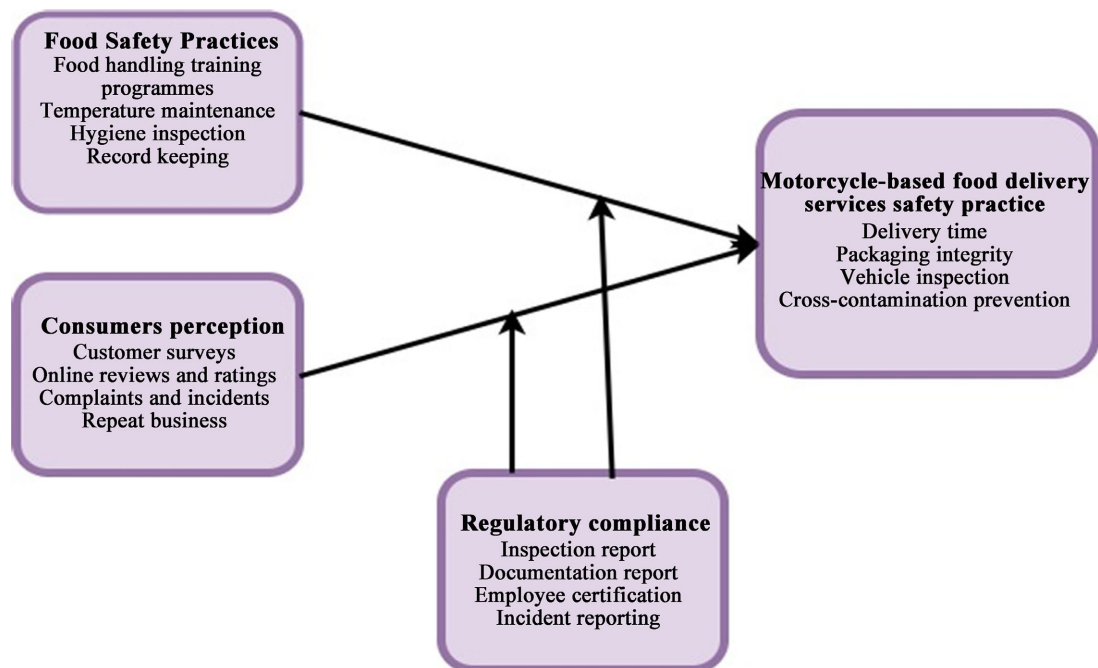 Food Safety Practices
Food handling training
programmes
Temperature maintenance
Hygiene inspection
Record keeping
Motorcycle-based food delivery
services safety practice
Delivery time
Packaging integrity
Vehicle inspection
Cross-contamination prevention
Consumers perception
Customer surveys
Online reviews and ratings
Complaints and incidents
Repeat business
Regulatory compliance
Inspection report
Documentation report
Employee certification
Incident reporting